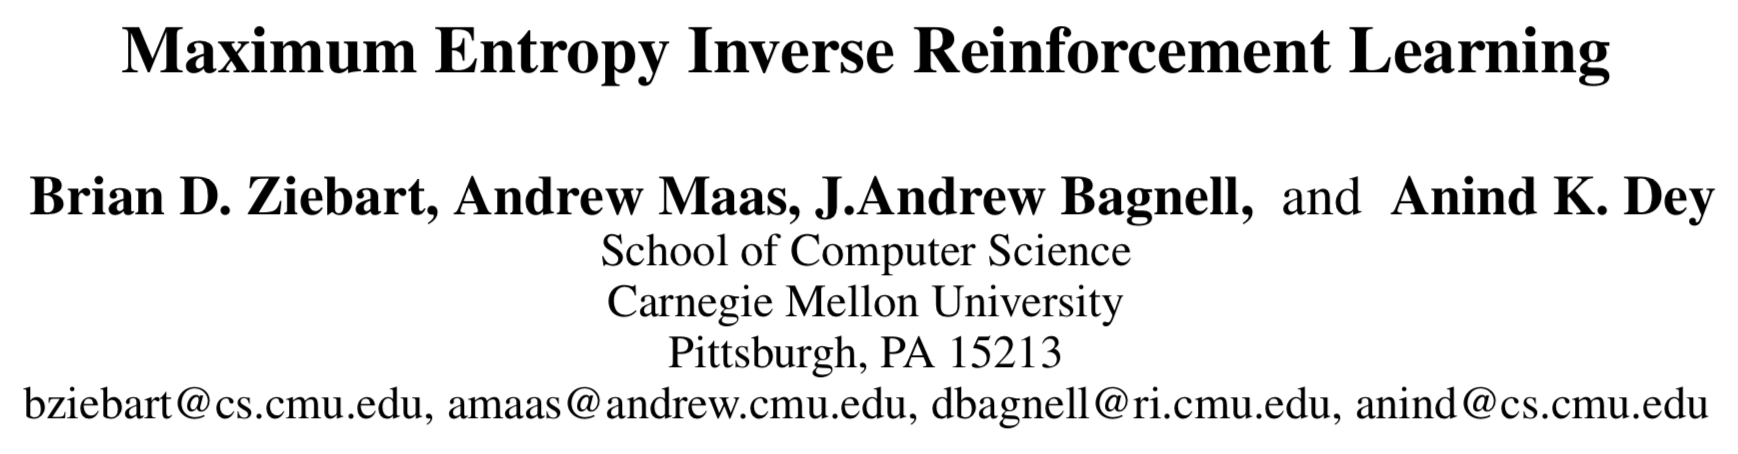 Maximum Entropy Inverse Reinforcement Learning
Brian D. Ziebart, Andrew Maas, J.Andrew Bagnell, and Anind K. Dey
School of Computer Science
Carnegie Mellon University
Pittsburgh, PA 15213
bziebart@cs.cmu.edu, amaas@andrew.cmu.edu, dbagnell@ri.cmu.edu, anind@cs.cmu.edu